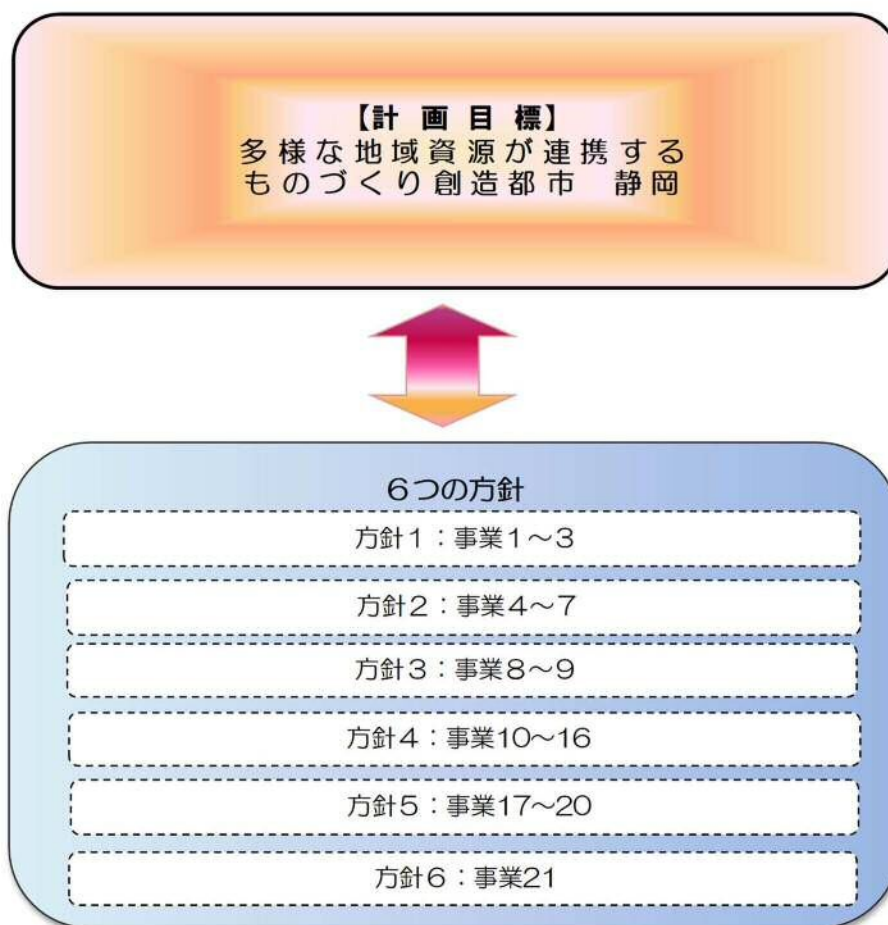 【計画目標】
多様な地域資源が連携する
ものづくり創造都市　静岡
6つの方針
方針1：事業1～3
方針2：事業4～7
方針3：事業8～9
方針4：事業10～16
方針5：事業17～20
方針6：事業21